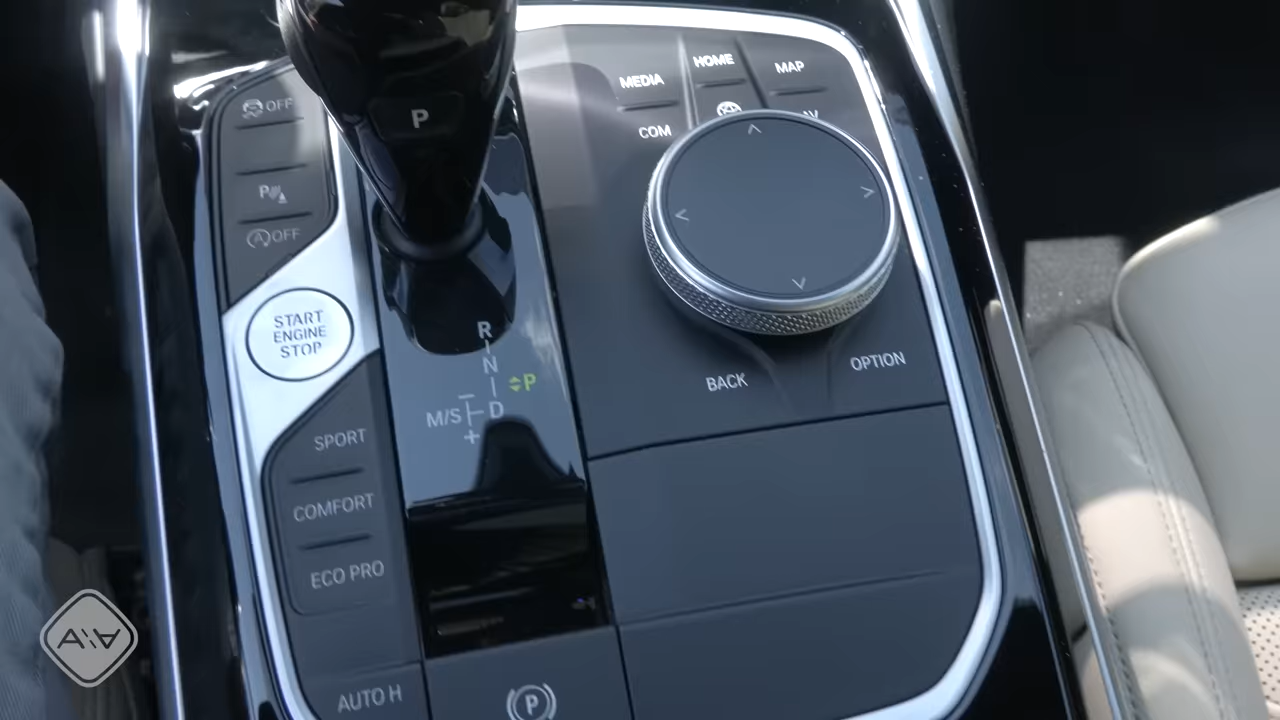 OFF
P
OFF
START
ENGINE
STOP
SPORT
COMFORT
ECO PRO
AUTO H
P
R
N
P
M/S
D
P
MEDIA
HOME
MAP
COM
BACK
OPTION